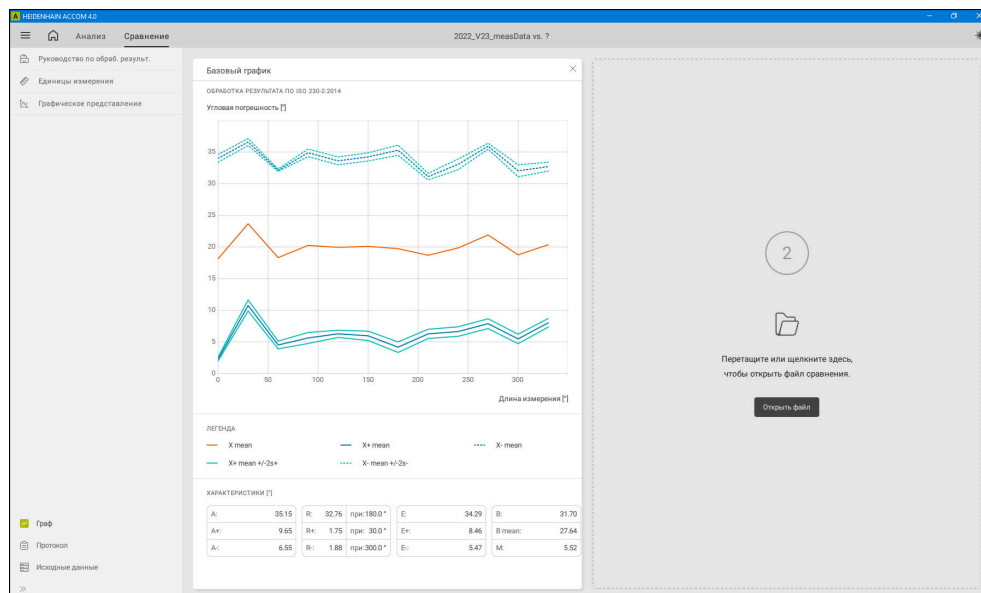 HEIDENHAIN ACCOM 4.0
Анализ Сравнение 2022_V23_measData vs. ?
Руководство по обраб. результ.
Единицы измерения
Графическое представление
Граф
Протокол
Исходные данные
Базовый график
ОБРАБОТКА РЕЗУЛЬТАТА ПО ISO 230-2:2014
Угловая погрешность ["]
35
30
25
20
15
10
5
0
0 50 100 150 200 250 300
Длина измерения [°]
ЛЕГЕНДА
X mean X+ mean X- mean
X+ mean +/-2s+ X- mean +/-2s-
ХАРАКТЕРИСТИКИ ["]
A: 35.15 R: 32.76 при:180.0 ° E: 34.29 B: 31.70
A+: 9.65 R+: 1.75 при: 30.0 ° E+: 8.46 B mean: 27.64
A-: 6.55 R-: 1.88 при:300.0 ° E-: 5.47 M: 5.52
2
Перетащите или щелкните здесь,
чтобы открыть файл сравнения.
Открыть файл